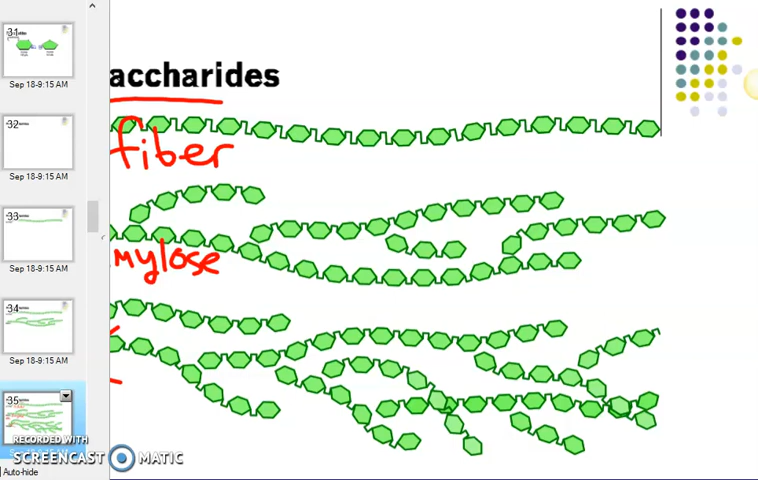 31
Sep 18-9:15 AM
32
Sep 18-9:15 AM
33
Sep 18-9:15 AM
34
Sep 18-9:15 AM
35
accharides
fiber
mylose
RECORDED WITH
SCREENCAST MATIC
Auto-hide